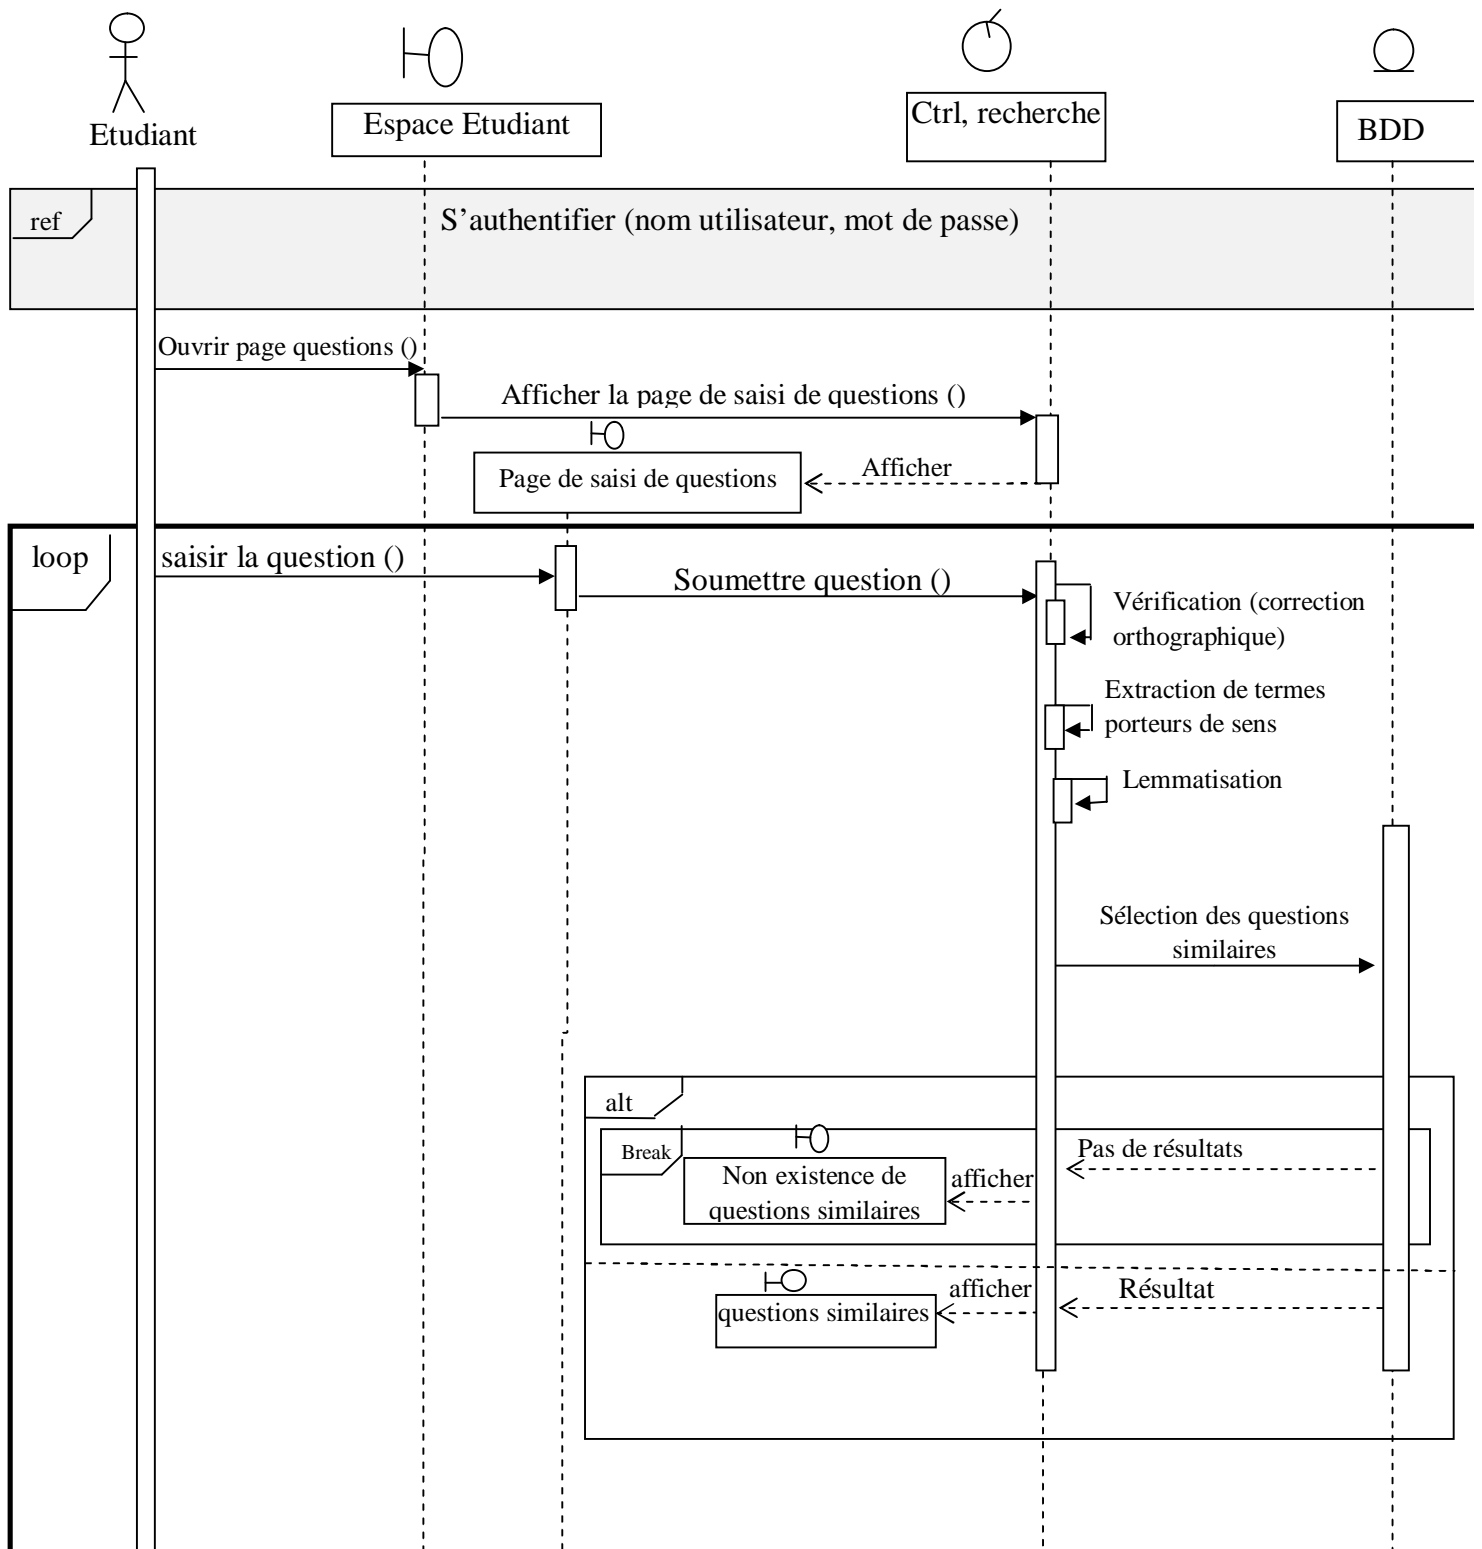 Etudiant
Espace Etudiant
Ctrl, recherche
BDD
ref
S’authentifier (nom utilisateur, mot de passe)
Ouvrir page questions ()
Afficher la page de saisi de questions ()
Page de saisi de questions
Afficher
loop
saisir la question ()
Soumettre question ()
Vérification (correction
orthographique)
Extraction de termes
porteurs de sens
Lemmatisation
Sélection des questions
similaires
alt
Break
Pas de résultats
Non existence de
questions similaires
afficher
afficher
Résultat
questions similaires